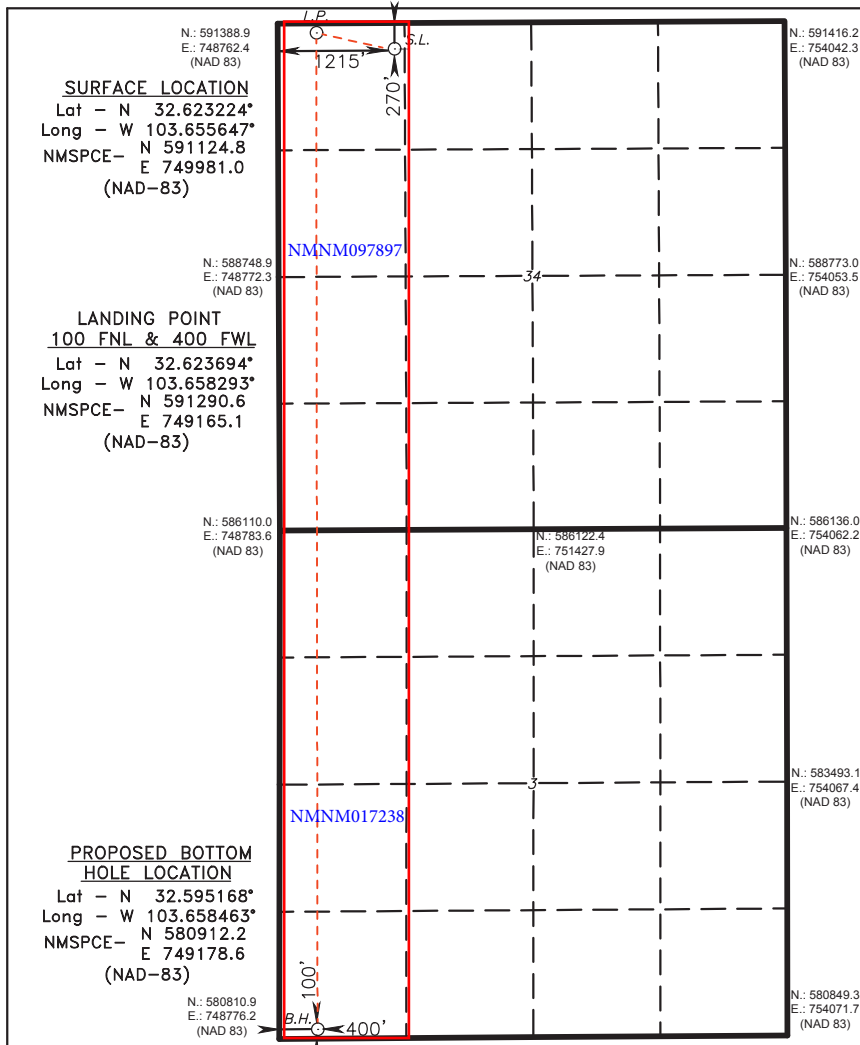 N.: 591388.9
E.: 748762.4
(NAD 83)
L.P.
S.L.
1215'
270'
N.: 591416.2
E.: 754042.3
(NAD 83)
SURFACE LOCATION
Lat - N 32.623224°
Long - W 103.655647°
NMSPCE- N 591124.8
E 749981.0
(NAD-83)
NMNM097897
N.: 588748.9
E.: 748772.3
(NAD 83)
34
N.: 588773.0
E.: 754053.5
(NAD 83)
LANDING POINT
100 FNL & 400 FWL
Lat - N 32.623694°
Long - W 103.658293°
NMSPCE- N 591290.6
E 749165.1
(NAD-83)
N.: 586110.0
E.: 748783.6
(NAD 83)
N.: 586122.4
E.: 751427.9
(NAD 83)
N.: 586136.0
E.: 754062.2
(NAD 83)
3
N.: 583493.1
E.: 754067.4
(NAD 83)
NMNM017238
PROPOSED BOTTOM
HOLE LOCATION
Lat - N 32.595168°
Long - W 103.658463°
NMSPCE- N 580912.2
E 749178.6
(NAD-83)
100'
N.: 580810.9
E.: 748776.2
(NAD 83)
B.H.
400'
N.: 580849.3
E.: 754071.7
(NAD 83)